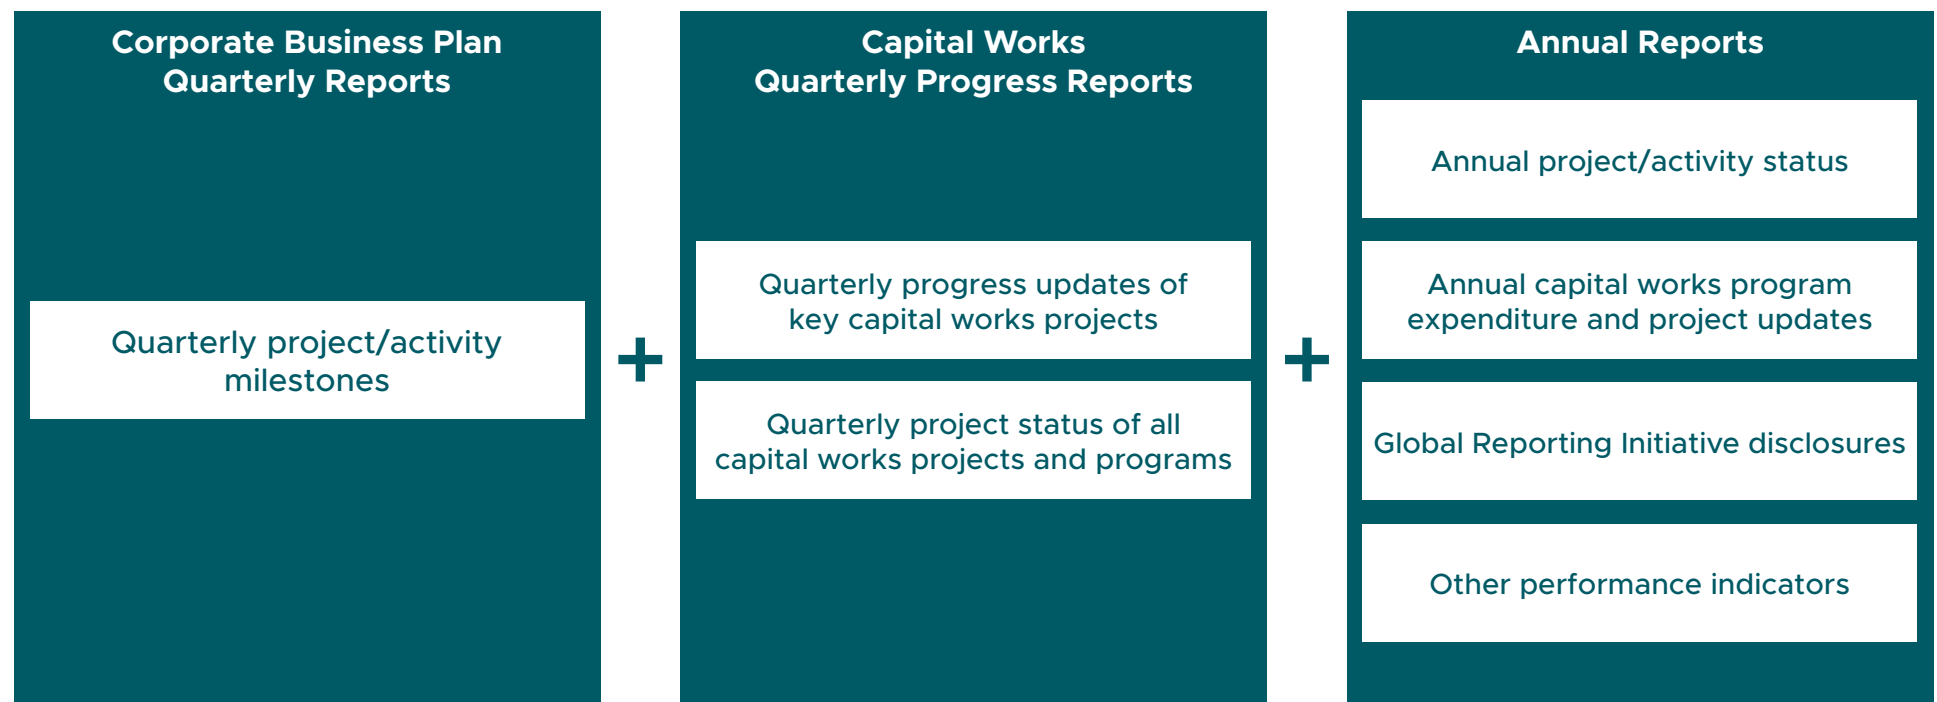 Corporate Business Plan
Quarterly Reports
Quarterly project/activity
milestones
+
Capital Works
Quarterly Progress Reports
Quarterly progress updates of
key capital works projects
Quarterly project status of all
capital works projects and programs
+
Annual Reports
Annual project/activity status
Annual capital works program
expenditure and project updates
Global Reporting Initiative disclosures
Other performance indicators